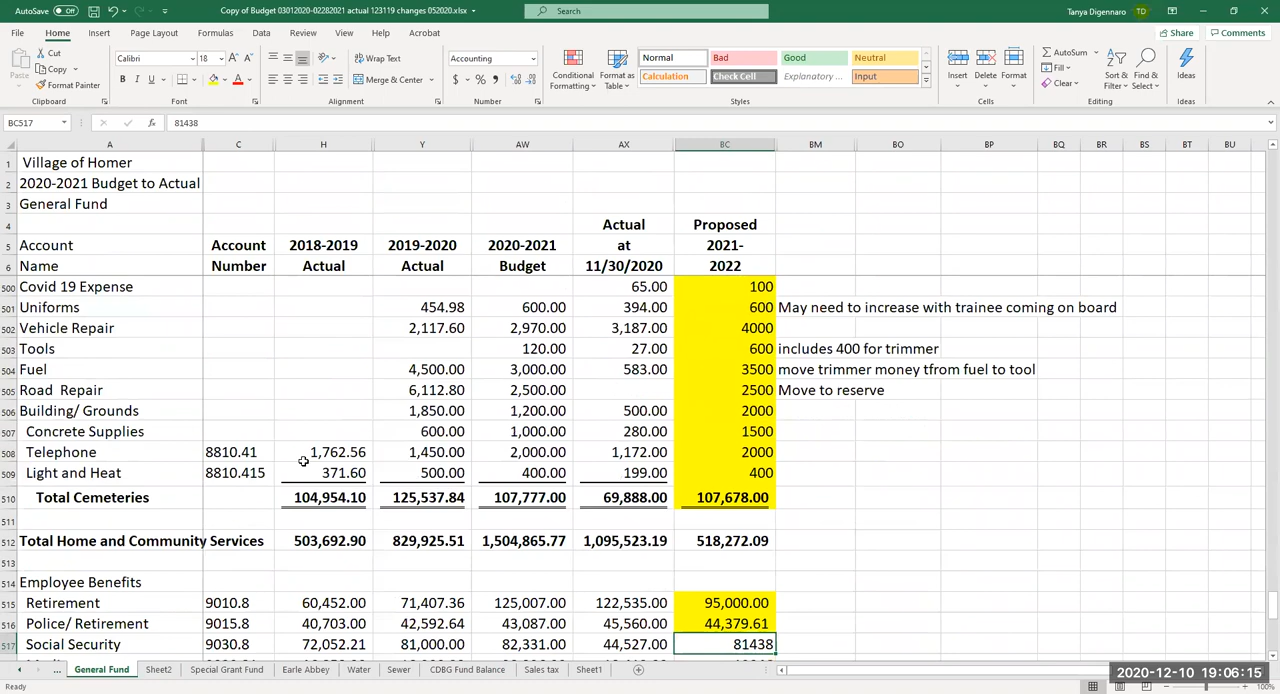 AutoSave Off Copy of Budget 03012020-02282021 actual 123119 changes 052020.xlsx Search Tanya Digennaro TD
File Home Insert Page Layout Formulas Data Review View Help Acrobat Share Comments
Paste Cut Copy Format Painter Calibri 18 B I U A Wrap Text Merge & Center Accounting $ % Conditional Formatting Format as Table Normal Bad Good Neutral Calculation Check Cell Explanatory ... Input Insert Delete Format AutoSum Fill Clear Sort & Filter Find & Select Ideas
Clipboard Font Alignment Number Styles Cells Editing Ideas
BC517 fx 81438
A C H Y AW AX BC BM BO BP BQ BR BS BT BU
1 Village of Homer
2 2020-2021 Budget to Actual
3 General Fund
4 Actual Proposed
5 Account Account 2018-2019 2019-2020 2020-2021 at 2021-
6 Name Number Actual Actual Budget 11/30/2020 2022
500 Covid 19 Expense 65.00 100
501 Uniforms 454.98 600.00 394.00 600 May need to increase with trainee coming on board
502 Vehicle Repair 2,117.60 2,970.00 3,187.00 4000
503 Tools 120.00 27.00 600 includes 400 for trimmer
504 Fuel 4,500.00 3,000.00 583.00 3500 move trimmer money tfrom fuel to tool
505 Road Repair 6,112.80 2,500.00 2500 Move to reserve
506 Building/ Grounds 1,850.00 1,200.00 500.00 2000
507 Concrete Supplies 600.00 1,000.00 280.00 1500
508 Telephone 8810.41 1,762.56 1,450.00 2,000.00 1,172.00 2000
509 Light and Heat 8810.415 371.60 500.00 400.00 199.00 400
510 Total Cemeteries 104,954.10 125,537.84 107,777.00 69,888.00 107,678.00
511
512 Total Home and Community Services 503,692.90 829,925.51 1,504,865.77 1,095,523.19 518,272.09
513
514 Employee Benefits
515 Retirement 9010.8 60,452.00 71,407.36 125,007.00 122,535.00 95,000.00
516 Police/ Retirement 9015.8 40,703.00 42,592.64 43,087.00 45,560.00 44,379.61
517 Social Security 9030.8 72,052.21 81,000.00 82,331.00 44,527.00 81438
... General Fund Sheet2 Special Grant Fund Earle Abbey Water Sewer CDBG Fund Balance Sales tax Sheet1
2020-12-10 19:06:15
Ready 100%